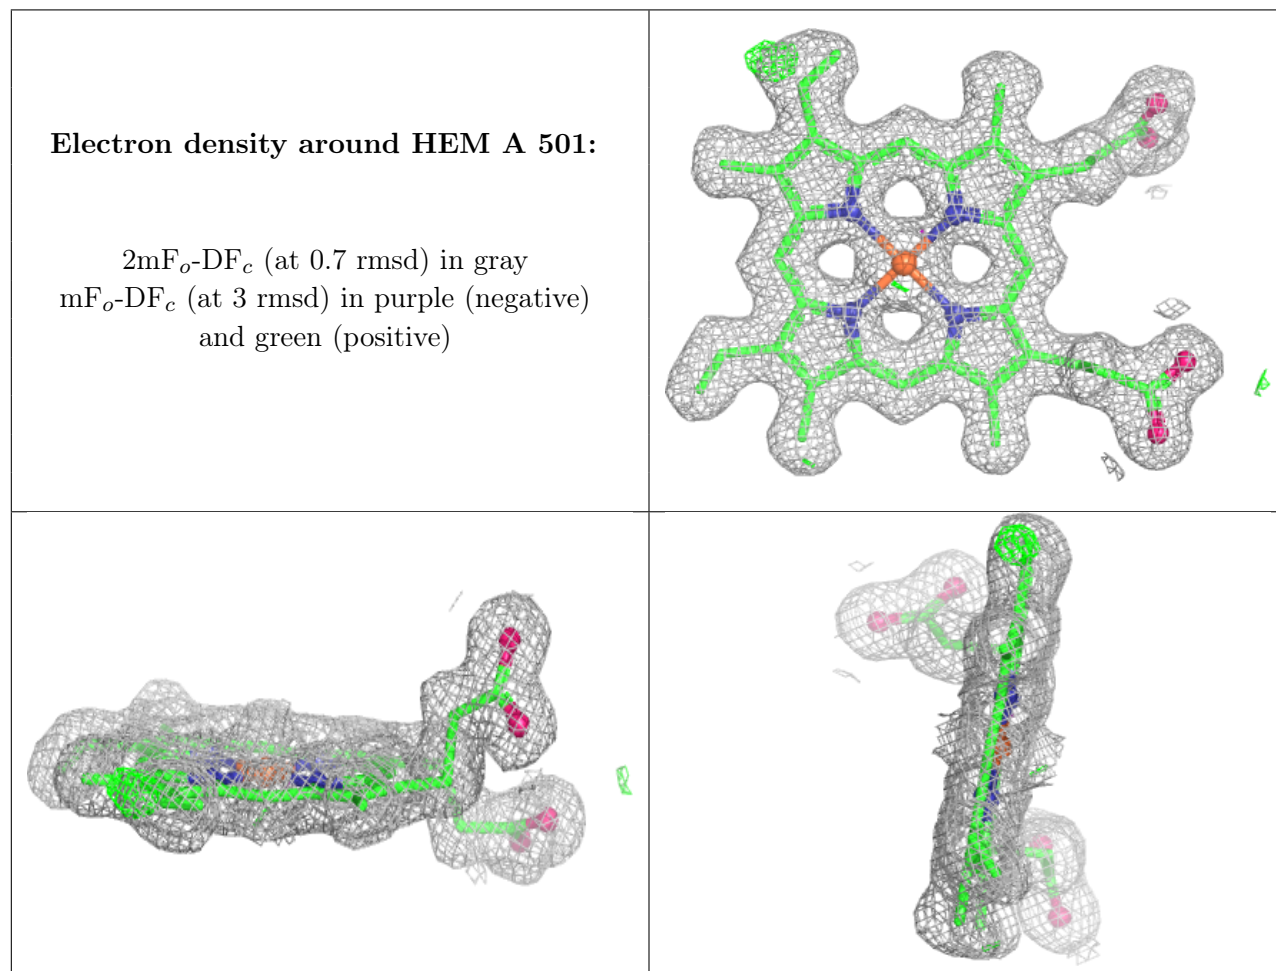 Electron density around HEM A 501:
2mFₒ-DF𝒸 (at 0.7 rmsd) in gray
mFₒ-DF𝒸 (at 3 rmsd) in purple (negative)
and green (positive)